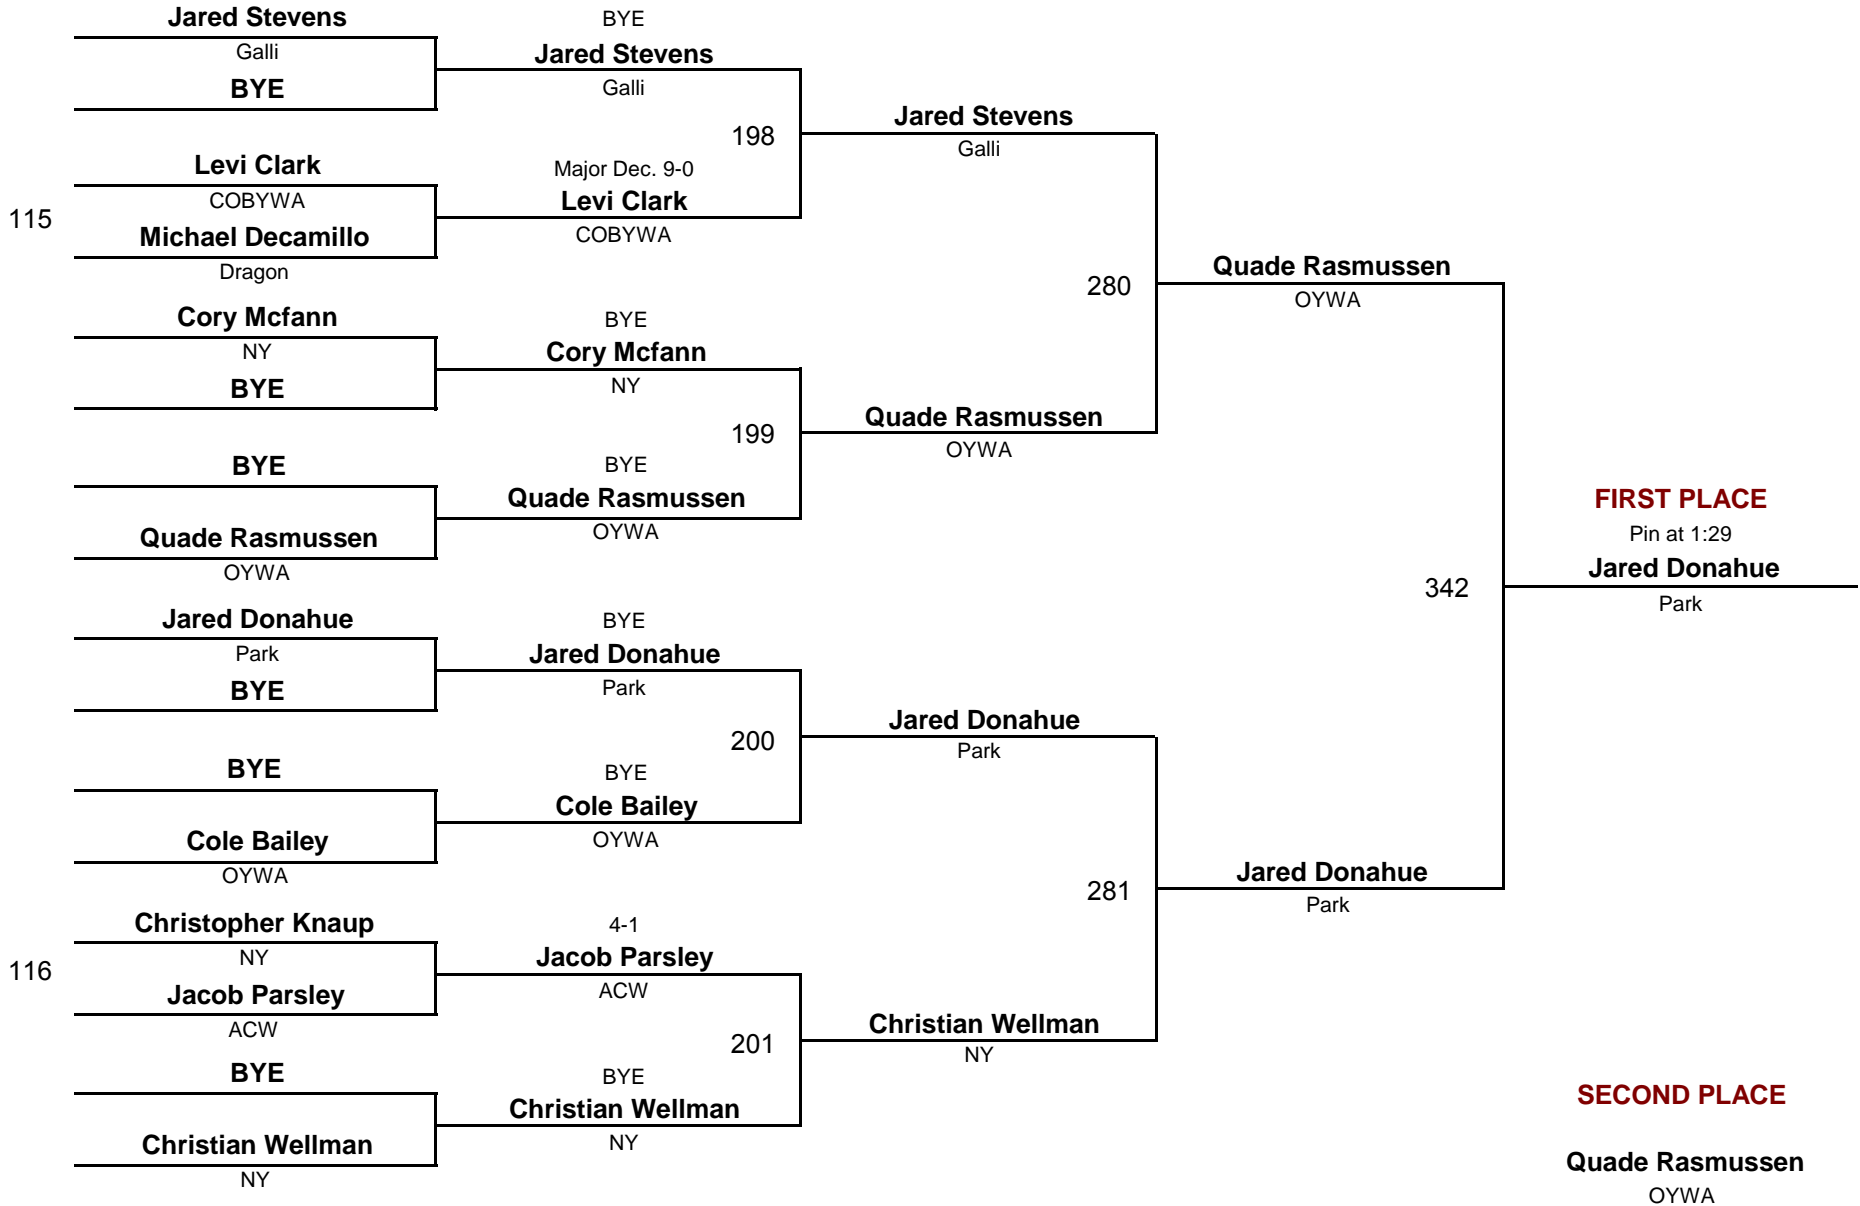 Jared Stevens
Galli
BYE
Levi Clark
COBYWA
115
Michael Decamillo
Dragon
Cory Mcfann
NY
BYE
BYE
Quade Rasmussen
OYWA
Jared Donahue
Park
BYE
BYE
Cole Bailey
OYWA
Christopher Knaup
NY
116
Jacob Parsley
ACW
BYE
Christian Wellman
NY
BYE
Jared Stevens
Galli
198
Major Dec. 9-0
Levi Clark
COBYWA
BYE
Cory Mcfann
NY
199
BYE
Quade Rasmussen
OYWA
BYE
Jared Donahue
Park
200
BYE
Cole Bailey
OYWA
4-1
Jacob Parsley
ACW
201
BYE
Christian Wellman
NY
Jared Stevens
Galli
280
Quade Rasmussen
OYWA
Jared Donahue
Park
281
Christian Wellman
NY
Quade Rasmussen
OYWA
342
Jared Donahue
Park
FIRST PLACE
Pin at 1:29
Jared Donahue
Park
SECOND PLACE
Quade Rasmussen
OYWA